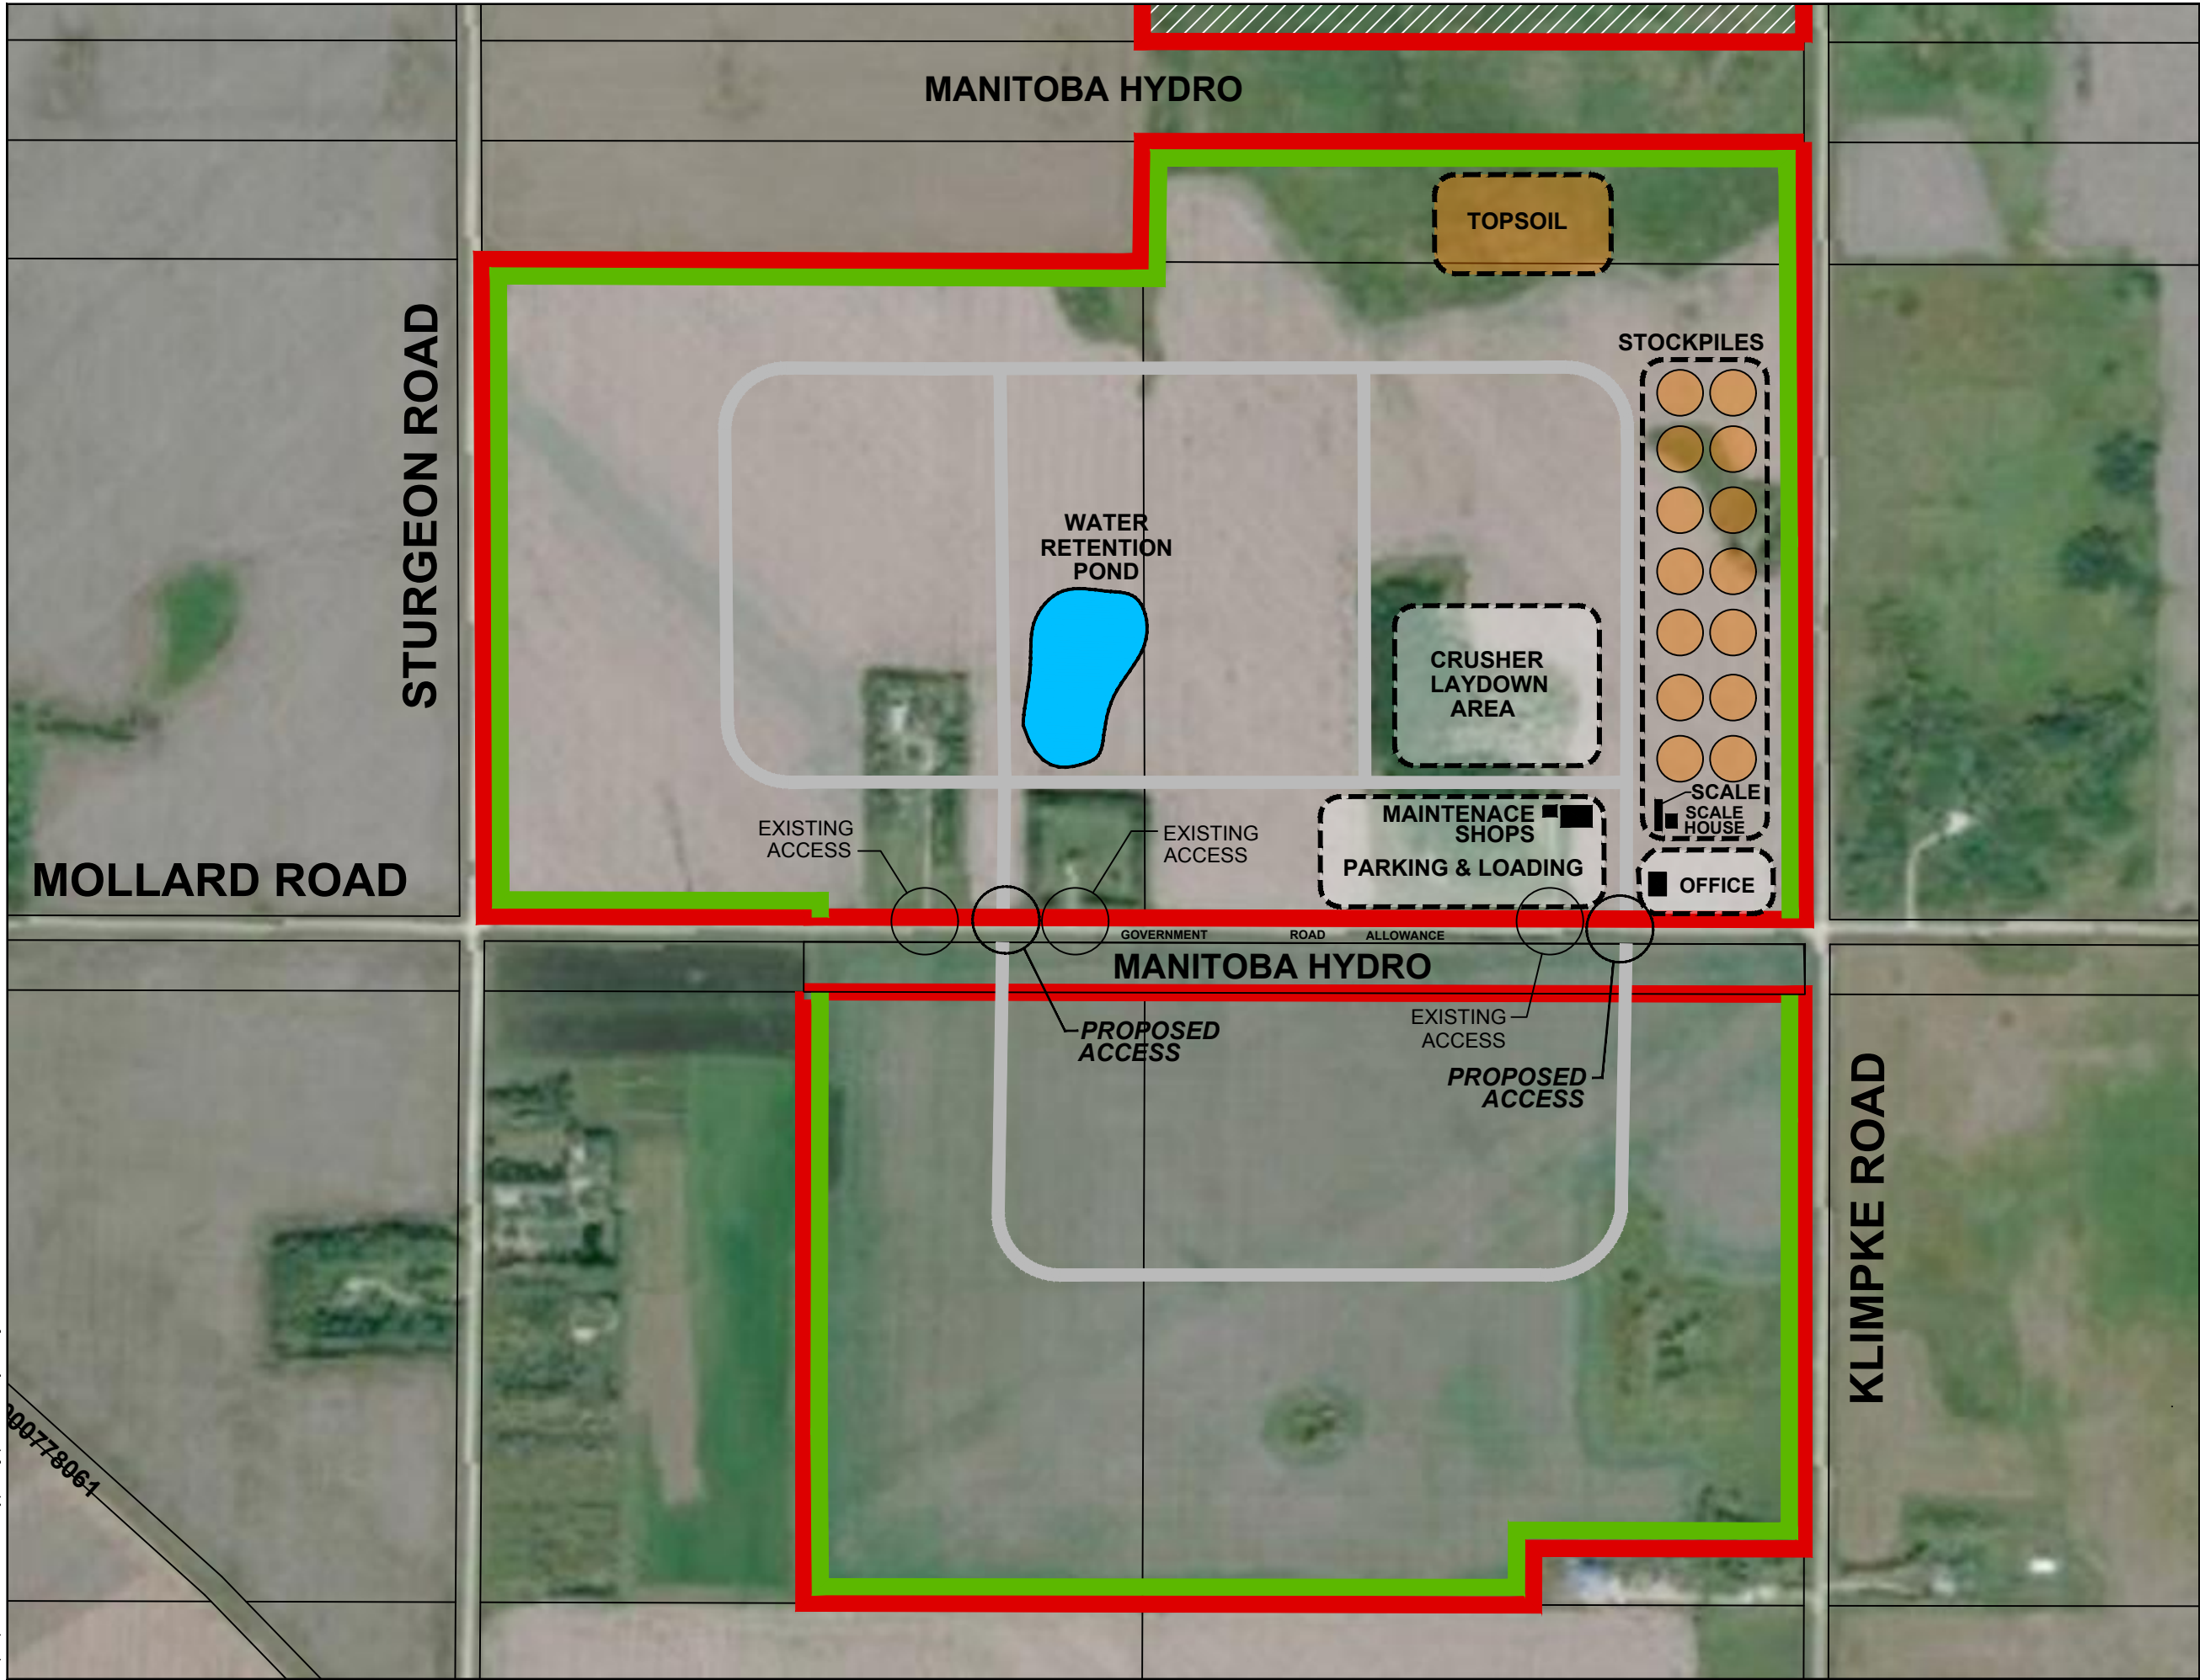 MANITOBA HYDRO
TOPSOIL
STURGEON ROAD
STOCKPILES
WATER
RETENTION
POND
CRUSHER
LAYDOWN
AREA
SCALE
SCALE
HOUSE
MAINTENACE
SHOPS
PARKING & LOADING
OFFICE
EXISTING
ACCESS
EXISTING
ACCESS
MOLLARD ROAD
GOVERNMENT ROAD ALLOWANCE
MANITOBA HYDRO
PROPOSED
ACCESS
EXISTING
ACCESS
PROPOSED
ACCESS
KLIMPKE ROAD